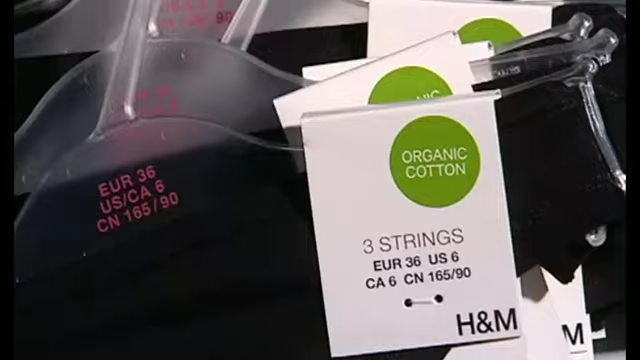 EUR 36
US/CA 6
CN 165/90
ORGANIC
COTTON
3 STRINGS
EUR 36 US 6
CA 6 CN 165/90
H&M
M